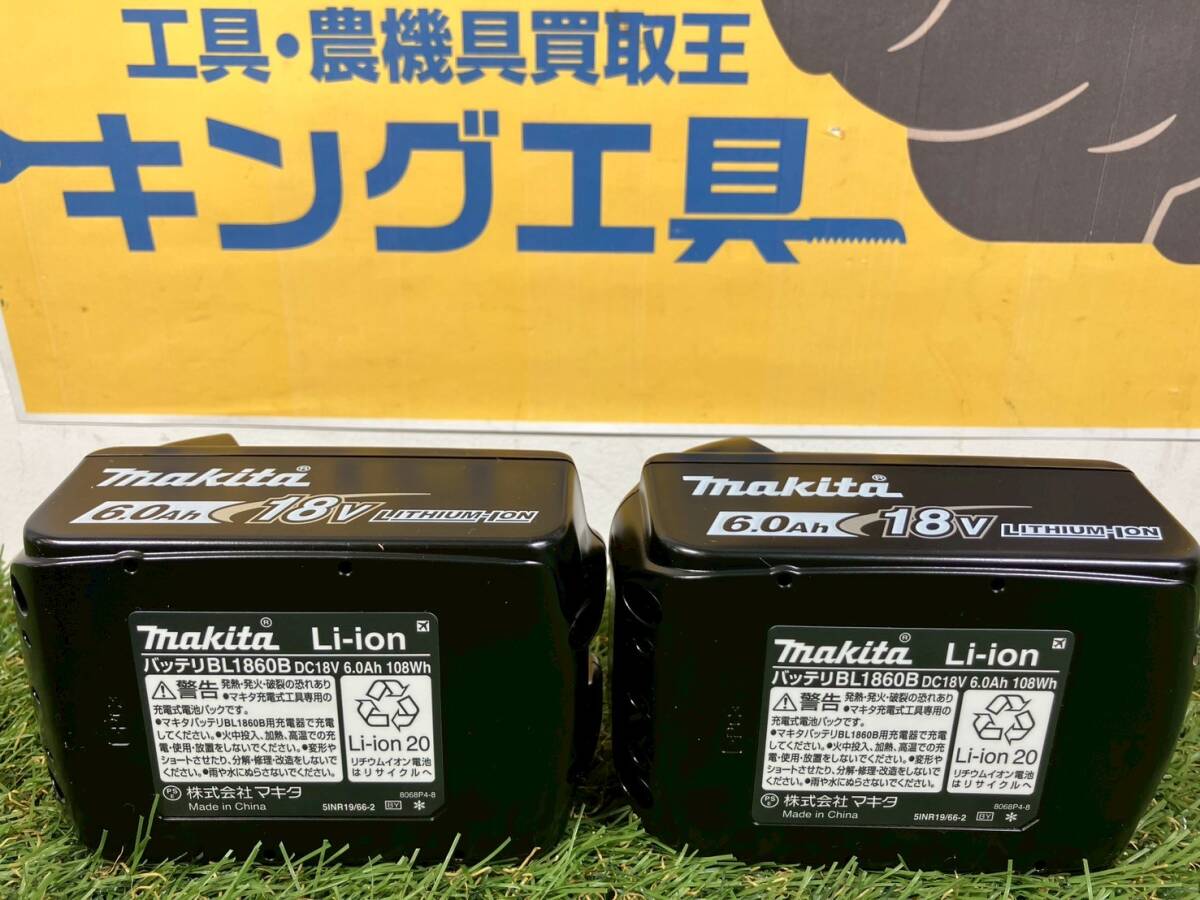 工具・農機具買取王
キング工具
makita®
6.0Ah 18V LITHIUM-ION
makita® Li-ion
バッテリBL1860B DC18V 6.0Ah 108Wh
警告 発熱・発火・破裂の恐れあり
●マキタ充電式工具専用の
充電式電池パックです。
●マキタバッテリBL1860B用充電器で充電
してください。●火中投入、加熱、高温での充
電・使用・放置をしないでください。●変形や
ショートさせたり、分解・修理・改造をしないで
ください。●雨や水にぬらさないでください。
Li-ion 20
リチウムイオン電池
はリサイクルへ
PSE 株式会社マキタ 8068P4-8
Made in China 5INR19/66-2 BY ✻
makita®
6.0Ah 18V LITHIUM-ION
makita® Li-ion
バッテリBL1860B DC18V 6.0Ah 108Wh
警告 発熱・発火・破裂の恐れあり
●マキタ充電式工具専用の
充電式電池パックです。
●マキタバッテリBL1860B用充電器で充電
してください。●火中投入、加熱、高温での充
電・使用・放置をしないでください。●変形や
ショートさせたり、分解・修理・改造をしないで
ください。●雨や水にぬらさないでください。
Li-ion 20
リチウムイオン電池
はリサイクルへ
PSE 株式会社マキタ 8068P4-8
Made in China 5INR19/66-2 BY ✻